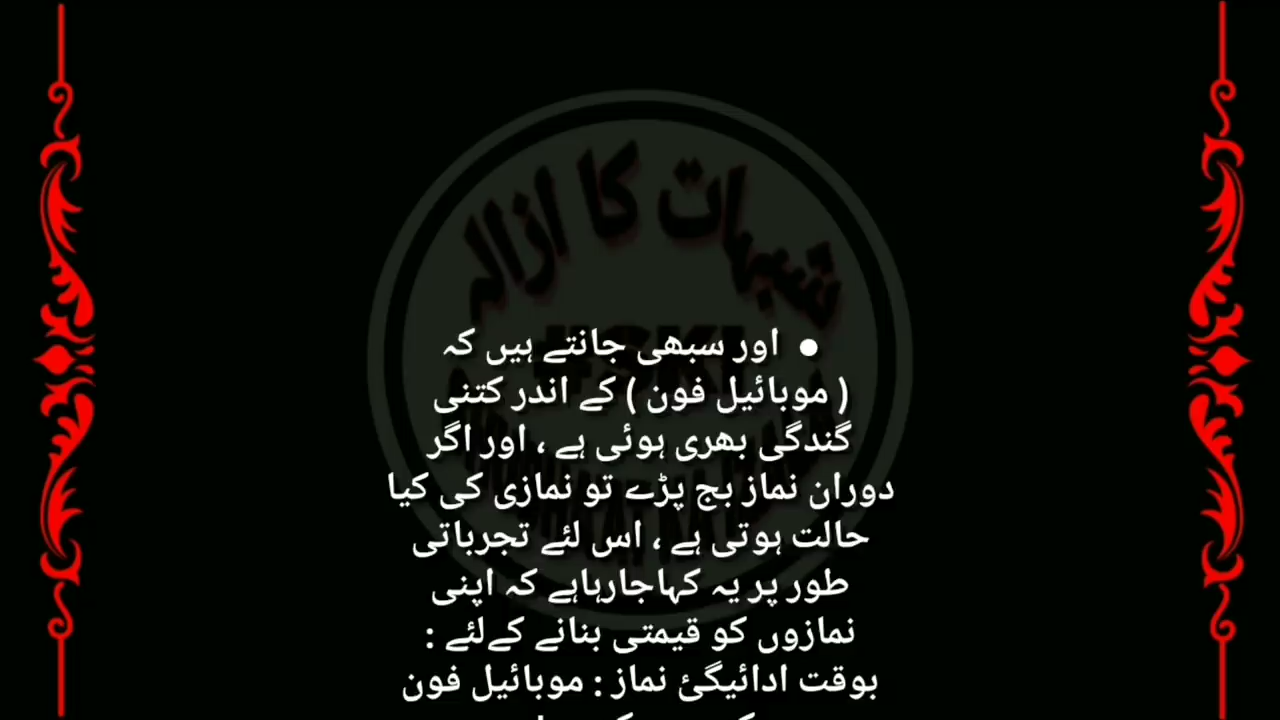 شبہات کا ازالہ
● اور سبھی جانتے ہیں کہ
( موبائیل فون ) کے اندر کتنی
گندگی بھری ہوئی ہے ، اور اگر
دوران نماز بج پڑے تو نمازی کی کیا
حالت ہوتی ہے ، اس لئے تجرباتی
طور پر یہ کہاجارہاہے کہ اپنی
نمازوں کو قیمتی بنانے کےلئے :
بوقت ادائیگئ نماز : موبائیل فون